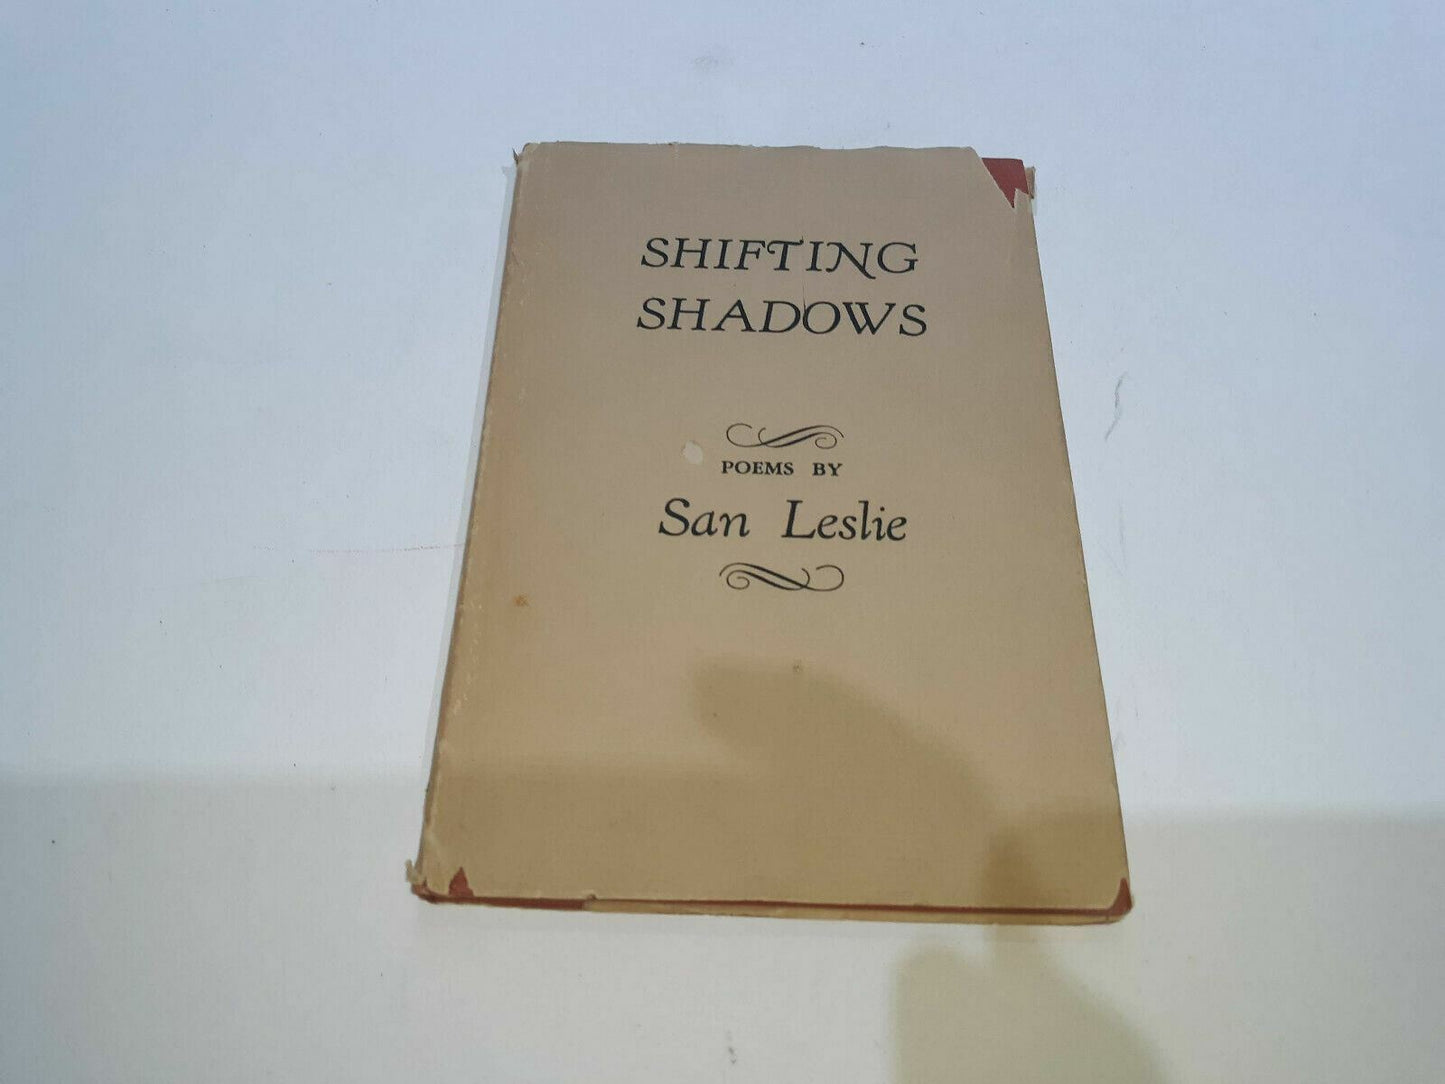 SHIFTING
SHADOWS
POEMS BY
San Leslie